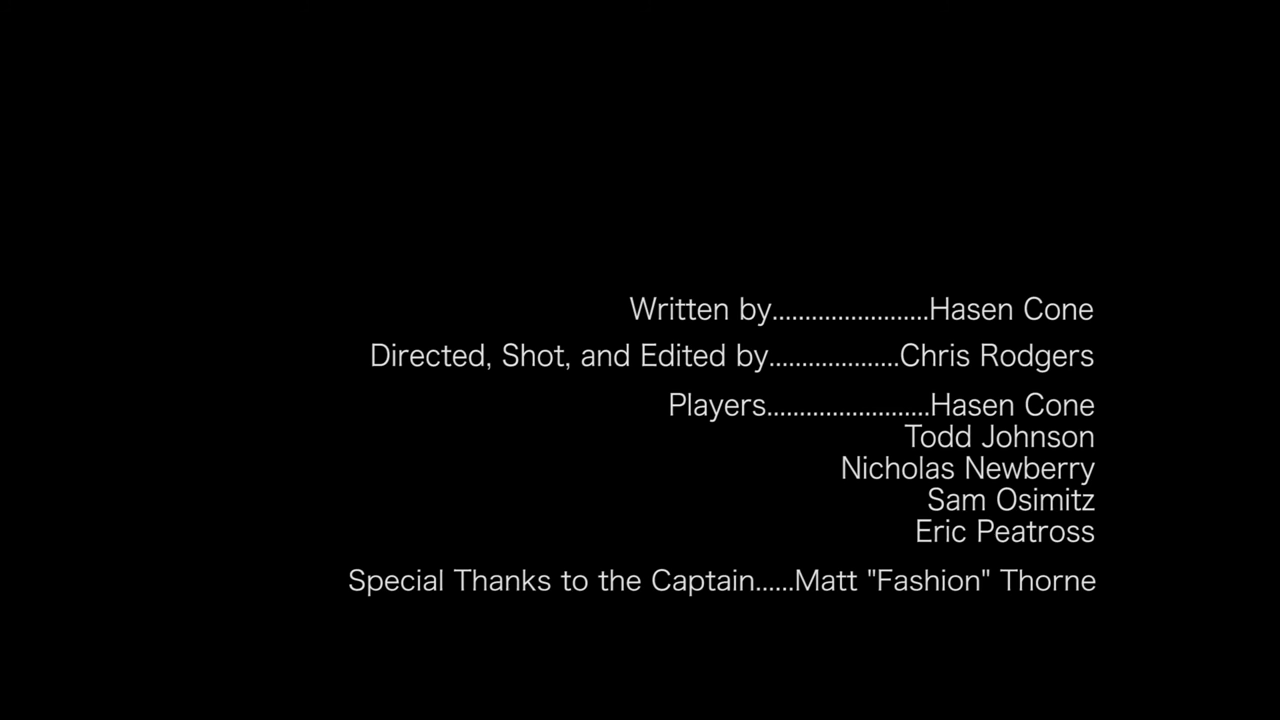 Written by........................Hasen Cone
Directed, Shot, and Edited by....................Chris Rodgers
Players.........................Hasen Cone
Todd Johnson
Nicholas Newberry
Sam Osimitz
Eric Peatross
Special Thanks to the Captain......Matt "Fashion" Thorne